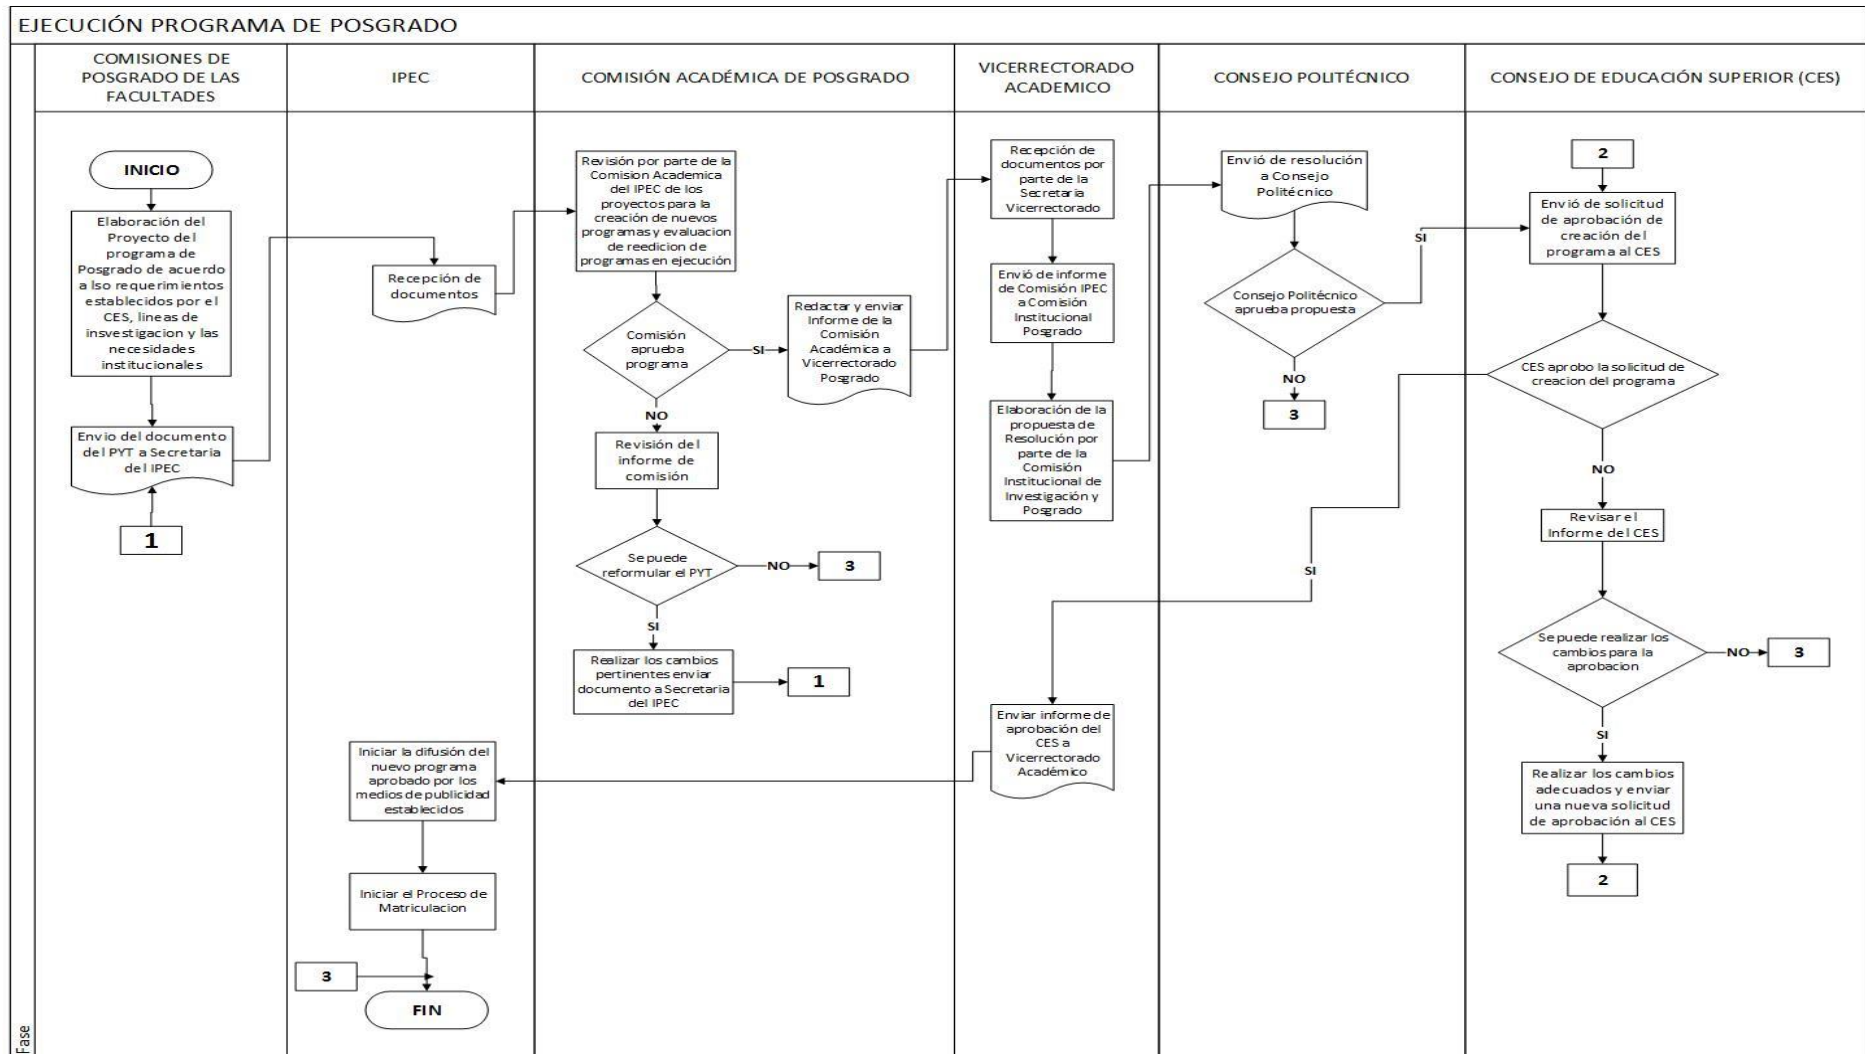 EJECUCIÓN PROGRAMA DE POSGRADO
COMISIONES DE
POSGRADO DE LAS
FACULTADES
IPEC
COMISIÓN ACADÉMICA DE POSGRADO
VICERRECTORADO
ACADEMICO
CONSEJO POLITÉCNICO
CONSEJO DE EDUCACIÓN SUPERIOR (CES)
Fase
INICIO
Elaboración del
Proyecto del
programa de
Posgrado de acuerdo
a lso requerimientos
establecidos por el
CES, lineas de
insvestigacion y las
necesidades
institucionales
Envio del documento
del PYT a Secretaria
del IPEC
1
Recepción de
documentos
Iniciar la difusión del
nuevo programa
aprobado por los
medios de publicidad
establecidos
Iniciar el Proceso de
Matriculacion
3
FIN
Revisión por parte de la
Comision Academica
del IPEC de los
proyectos para la
creación de nuevos
programas y evaluacion
de reedicion de
programas en ejecución
Comisión
aprueba
programa
SI
Redactar y enviar
Informe de la
Comisión
Académica a
Vicerrectorado
Posgrado
NO
Revisión del
informe de
comisión
Se puede
reformular el PYT
NO
3
SI
Realizar los cambios
pertinentes enviar
documento a Secretaria
del IPEC
1
Recepción de
documentos por
parte de la
Secretaria
Vicerrectorado
Envió de informe
de Comisión IPEC
a Comisión
Institucional
Posgrado
Elaboración de la
propuesta de
Resolución por
parte de la
Comisión
Institucional de
Investigación y
Posgrado
Enviar informe de
aprobación del
CES a
Vicerrectorado
Académico
Envió de resolución
a Consejo
Politécnico
Consejo Politécnico
aprueba propuesta
SI
NO
3
SI
2
Envió de solicitud
de aprobación de
creación del
programa al CES
CES aprobo la solicitud de
creacion del programa
NO
Revisar el
Informe del CES
Se puede realizar los
cambios para la
aprobacion
NO
3
SI
Realizar los cambios
adecuados y enviar
una nueva solicitud
de aprobación al CES
2